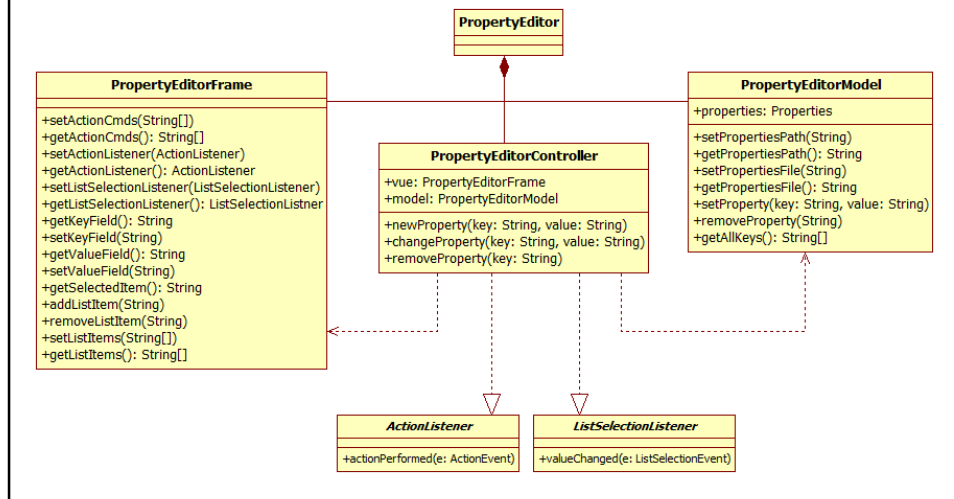 PropertyEditor
PropertyEditorFrame
+setActionCmds(String[])
+getActionCmds(): String[]
+setActionListener(ActionListener)
+getActionListener(): ActionListener
+setListSelectionListener(ListSelectionListener)
+getListSelectionListener(): ListSelectionListner
+getKeyField(): String
+setKeyField(String)
+getValueField(): String
+setValueField(String)
+getSelectedItem(): String
+addListItem(String)
+removeListItem(String)
+setListItems(String[])
+getListItems(): String[]
PropertyEditorController
+vue: PropertyEditorFrame
+model: PropertyEditorModel
+newProperty(key: String, value: String)
+changeProperty(key: String, value: String)
+removeProperty(key: String)
PropertyEditorModel
+properties: Properties
+setPropertiesPath(String)
+getPropertiesPath(): String
+setPropertiesFile(String)
+getPropertiesFile(): String
+setProperty(key: String, value: String)
+removeProperty(String)
+getAllKeys(): String[]
ActionListener
+actionPerformed(e: ActionEvent)
ListSelectionListener
+valueChanged(e: ListSelectionEvent)